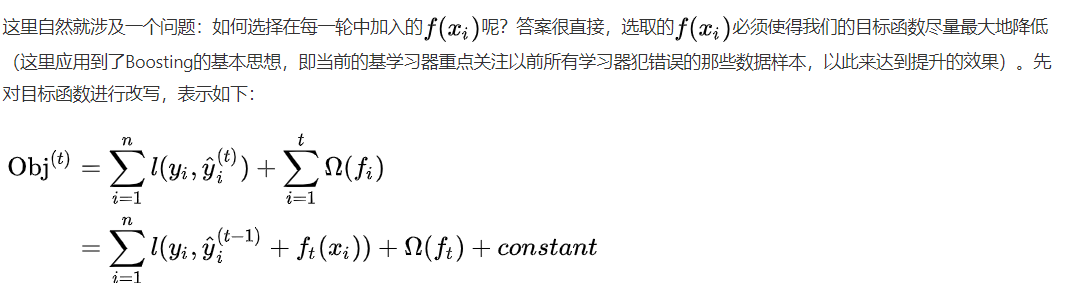 这里自然就涉及一个问题：如何选择在每一轮中加入的f(xᵢ)呢？答案很直接，选取的f(xᵢ)必须使得我们的目标函数尽量最大地降低
（这里应用到了Boosting的基本思想，即当前的基学习器重点关注以前所有学习器犯错误的那些数据样本，以此来达到提升的效果）。先
对目标函数进行改写，表示如下：
Obj^{(t)} = \sum_{i=1}^{n} l(y_i, \hat{y}_i^{(t)}) + \sum_{i=1}^{t} Ω(f_i)
= \sum_{i=1}^{n} l(y_i, \hat{y}_i^{(t-1)} + f_t(x_i)) + Ω(f_t) + constant